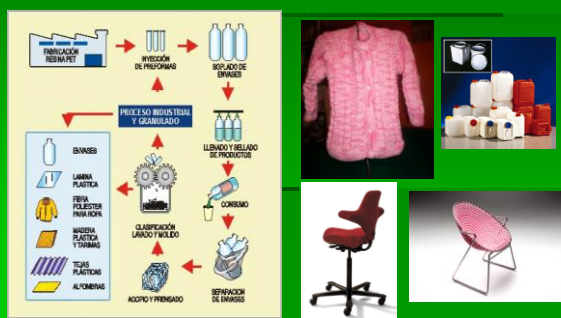 FABRICACIÓN
RESINA PET
INYECCIÓN
DE PREFORMAS
SOPLADO DE
ENVASES
PROCESO INDUSTRIAL
Y GRANULADO
LLENADO Y SELLADO
DE PRODUCTOS
ENVASES
LAMINA
PLASTICA
FIBRA
POLIESTER
PARA ROPA
MADERA
PLASTICA
Y TARIMAS
TEJAS
PLÁSTICAS
ALFOMBRAS
CONSUMO
CLASIFICACIÓN
LAVADO Y MOLIDO
ACOPIO Y PRENSADO
SEPARACION
DE ENVASES